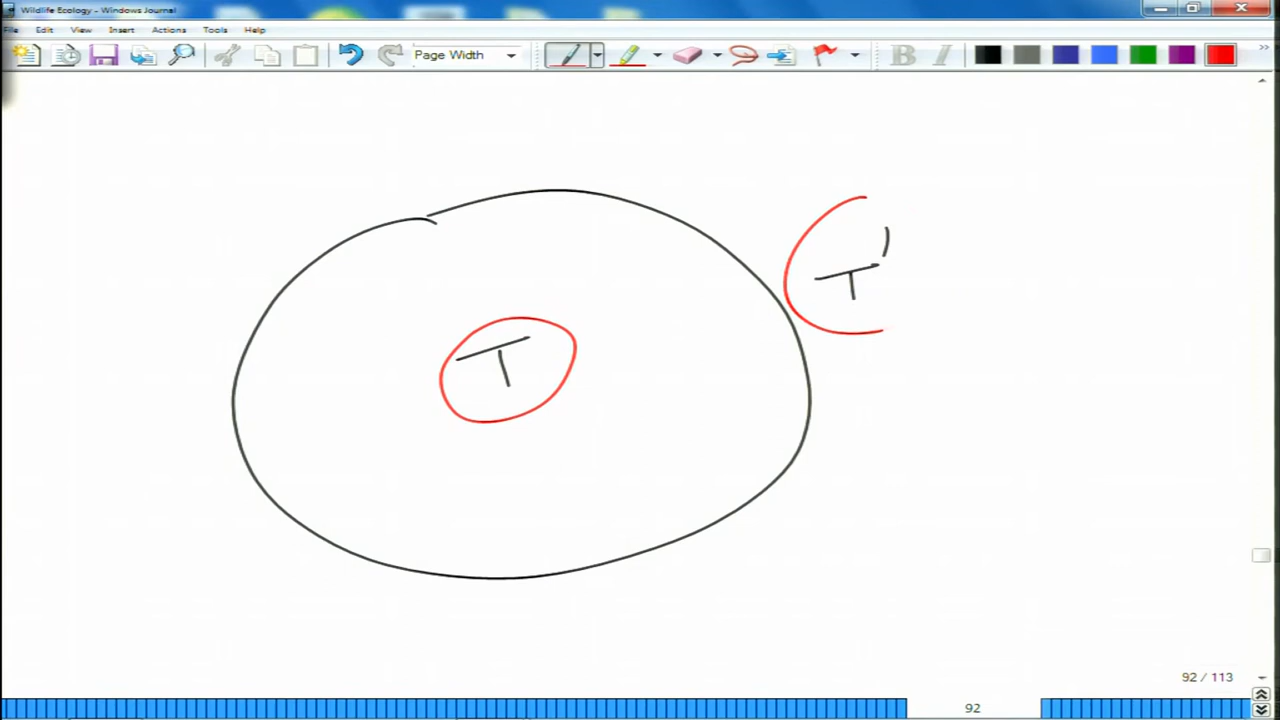 Wildlife Ecology - Windows Journal
File Edit View Insert Actions Tools Help
Page Width B I
T'
T
92 / 113
92